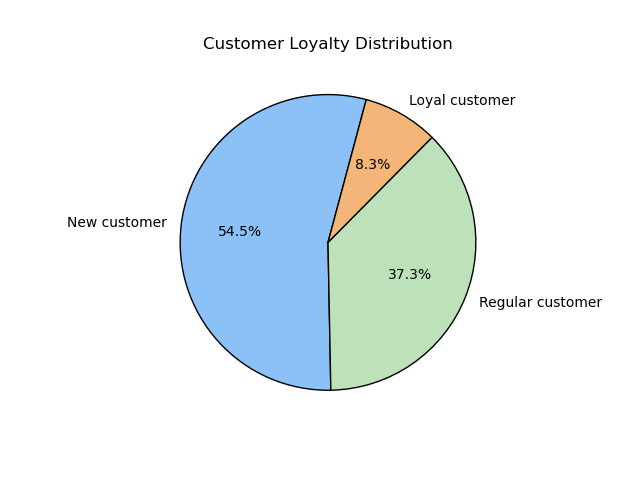 Customer Loyalty Distribution
Loyal customer
8.3%
New customer
54.5%
37.3%
Regular customer